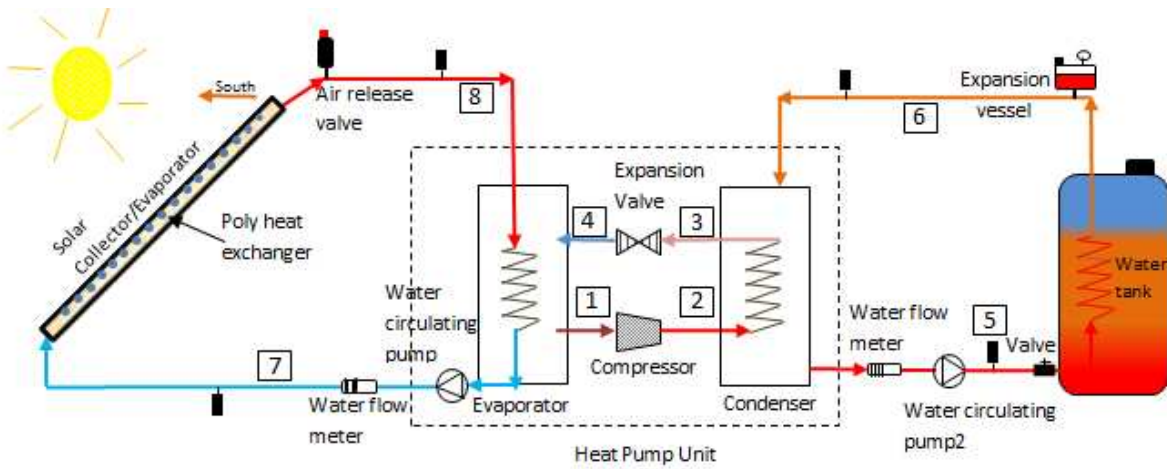 South
Air release
valve
8
Expansion
vessel
6
Solar
Collector/Evaporator
Poly heat
exchanger
Expansion
Valve
4
3
1
2
Compressor
Water
circulating
pump
Evaporator
Condenser
7
Water flow
meter
Water flow
meter
5
Valve
Water
tank
Water circulating
pump2
Heat Pump Unit